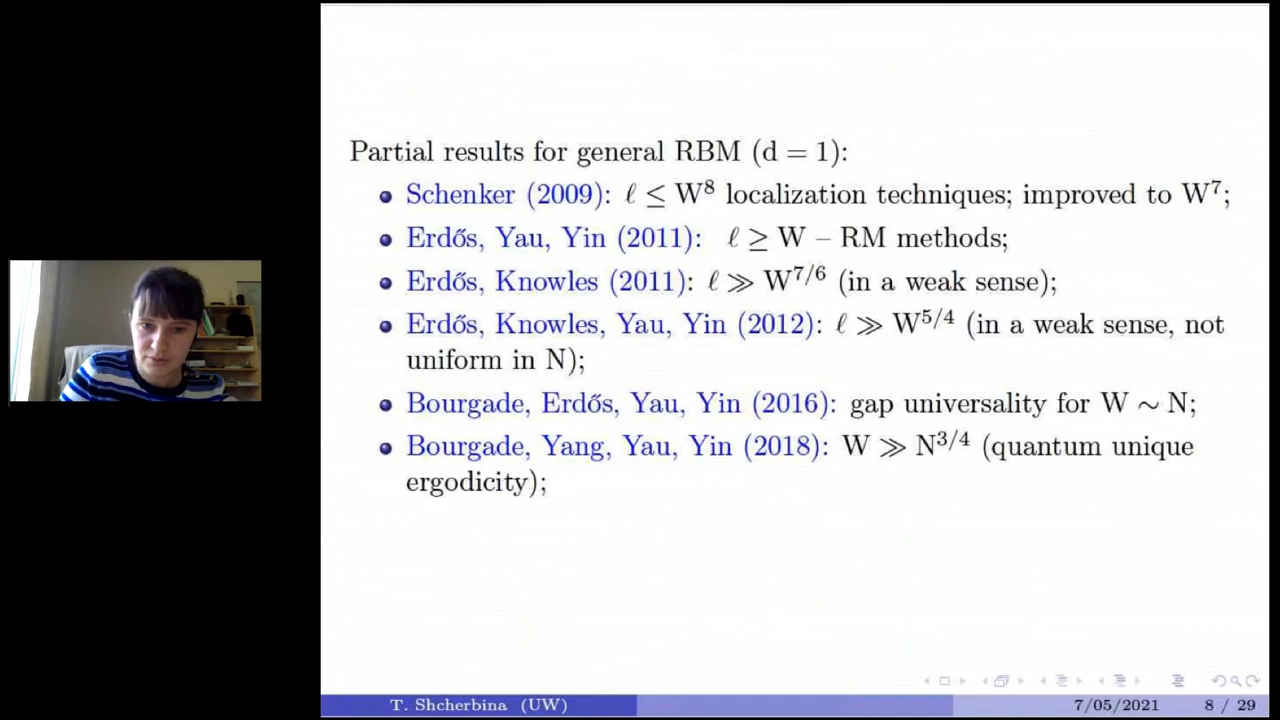 Partial results for general RBM (d = 1):
Schenker (2009): ℓ ≤ W⁸ localization techniques; improved to W⁷;
Erdős, Yau, Yin (2011): ℓ ≥ W – RM methods;
Erdős, Knowles (2011): ℓ ≫ W^{7/6} (in a weak sense);
Erdős, Knowles, Yau, Yin (2012): ℓ ≫ W^{5/4} (in a weak sense, not
uniform in N);
Bourgade, Erdős, Yau, Yin (2016): gap universality for W ∼ N;
Bourgade, Yang, Yau, Yin (2018): W ≫ N^{3/4} (quantum unique
ergodicity);
T. Shcherbina (UW) 7/05/2021 8 / 29